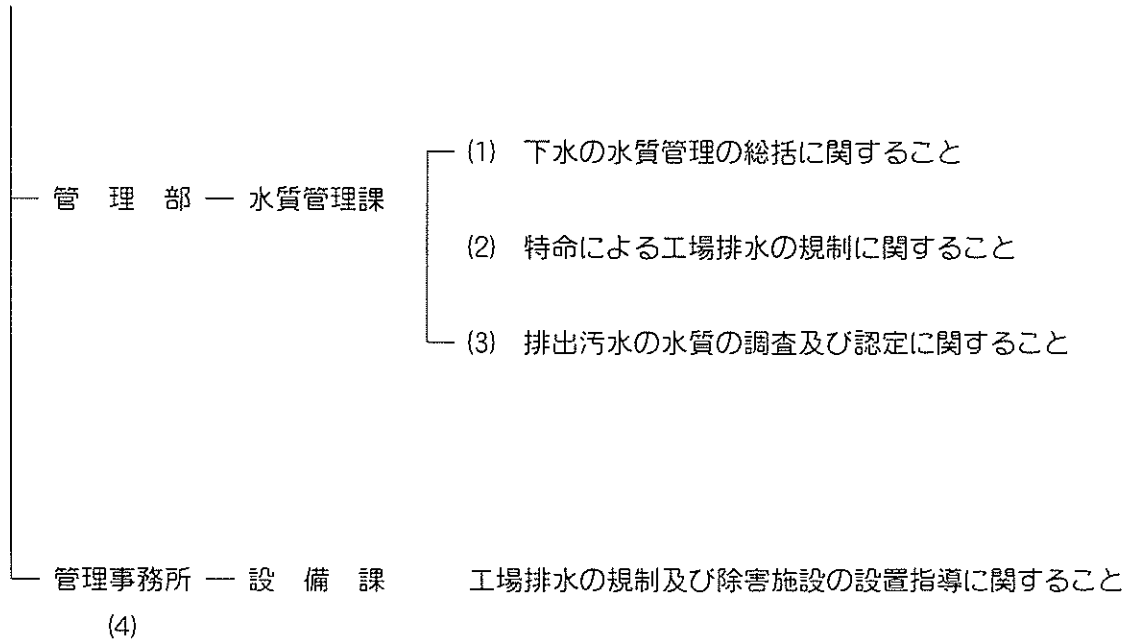 (1) 下水の水質管理の総括に関すること
管理部 ― 水質管理課
(2) 特命による工場排水の規制に関すること
(3) 排出汚水の水質の調査及び認定に関すること
管理事務所 ― 設備課 工場排水の規制及び除害施設の設置指導に関すること
(4)